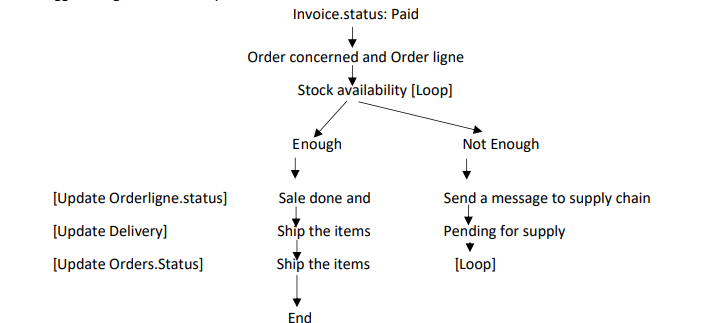 Invoice.status: Paid
Order concerned and Order ligne
Stock availability [Loop]
Enough Not Enough
[Update Orderligne.status] Sale done and Send a message to supply chain
[Update Delivery] Ship the items Pending for supply
[Update Orders.Status] Ship the items [Loop]
End